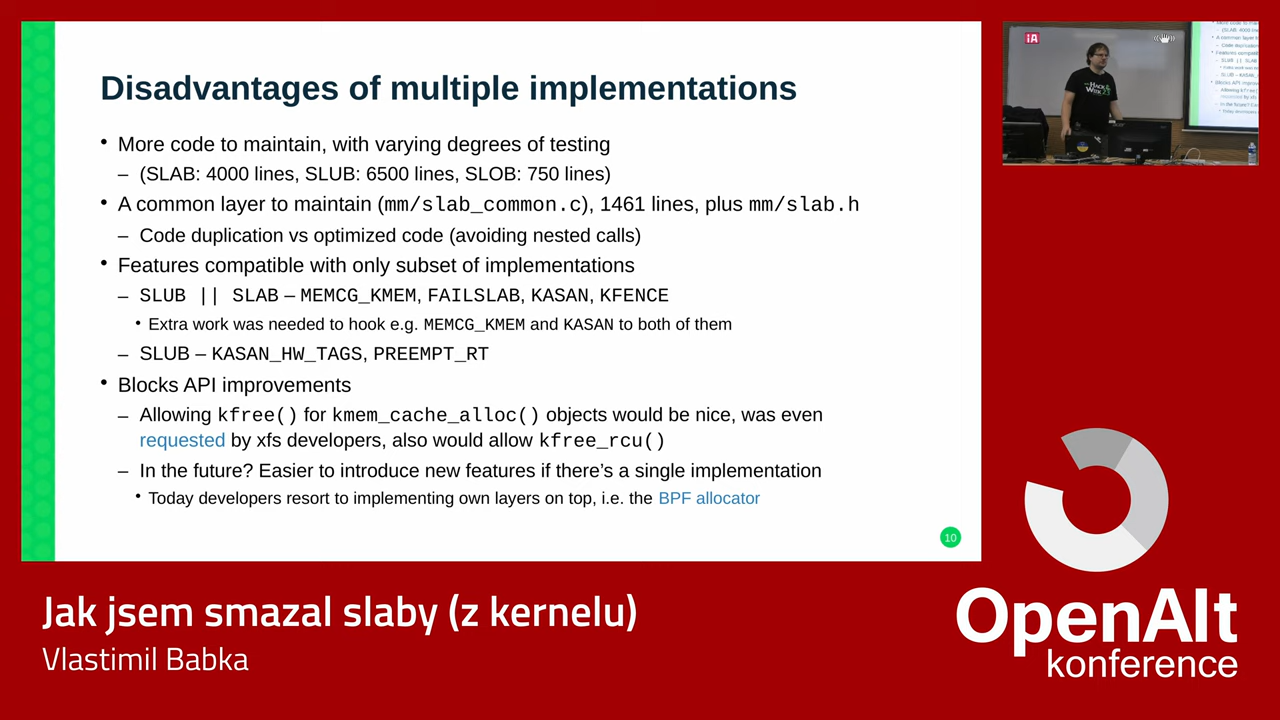 Disadvantages of multiple implementations
• More code to maintain, with varying degrees of testing
– (SLAB: 4000 lines, SLUB: 6500 lines, SLOB: 750 lines)
• A common layer to maintain (mm/slab_common.c), 1461 lines, plus mm/slab.h
– Code duplication vs optimized code (avoiding nested calls)
• Features compatible with only subset of implementations
– SLUB || SLAB – MEMCG_KMEM, FAILSLAB, KASAN, KFENCE
• Extra work was needed to hook e.g. MEMCG_KMEM and KASAN to both of them
– SLUB – KASAN_HW_TAGS, PREEMPT_RT
• Blocks API improvements
– Allowing kfree() for kmem_cache_alloc() objects would be nice, was even
requested by xfs developers, also would allow kfree_rcu()
– In the future? Easier to introduce new features if there's a single implementation
• Today developers resort to implementing own layers on top, i.e. the BPF allocator
10
Jak jsem smazal slaby (z kernelu)
Vlastimil Babka
OpenAlt
konference